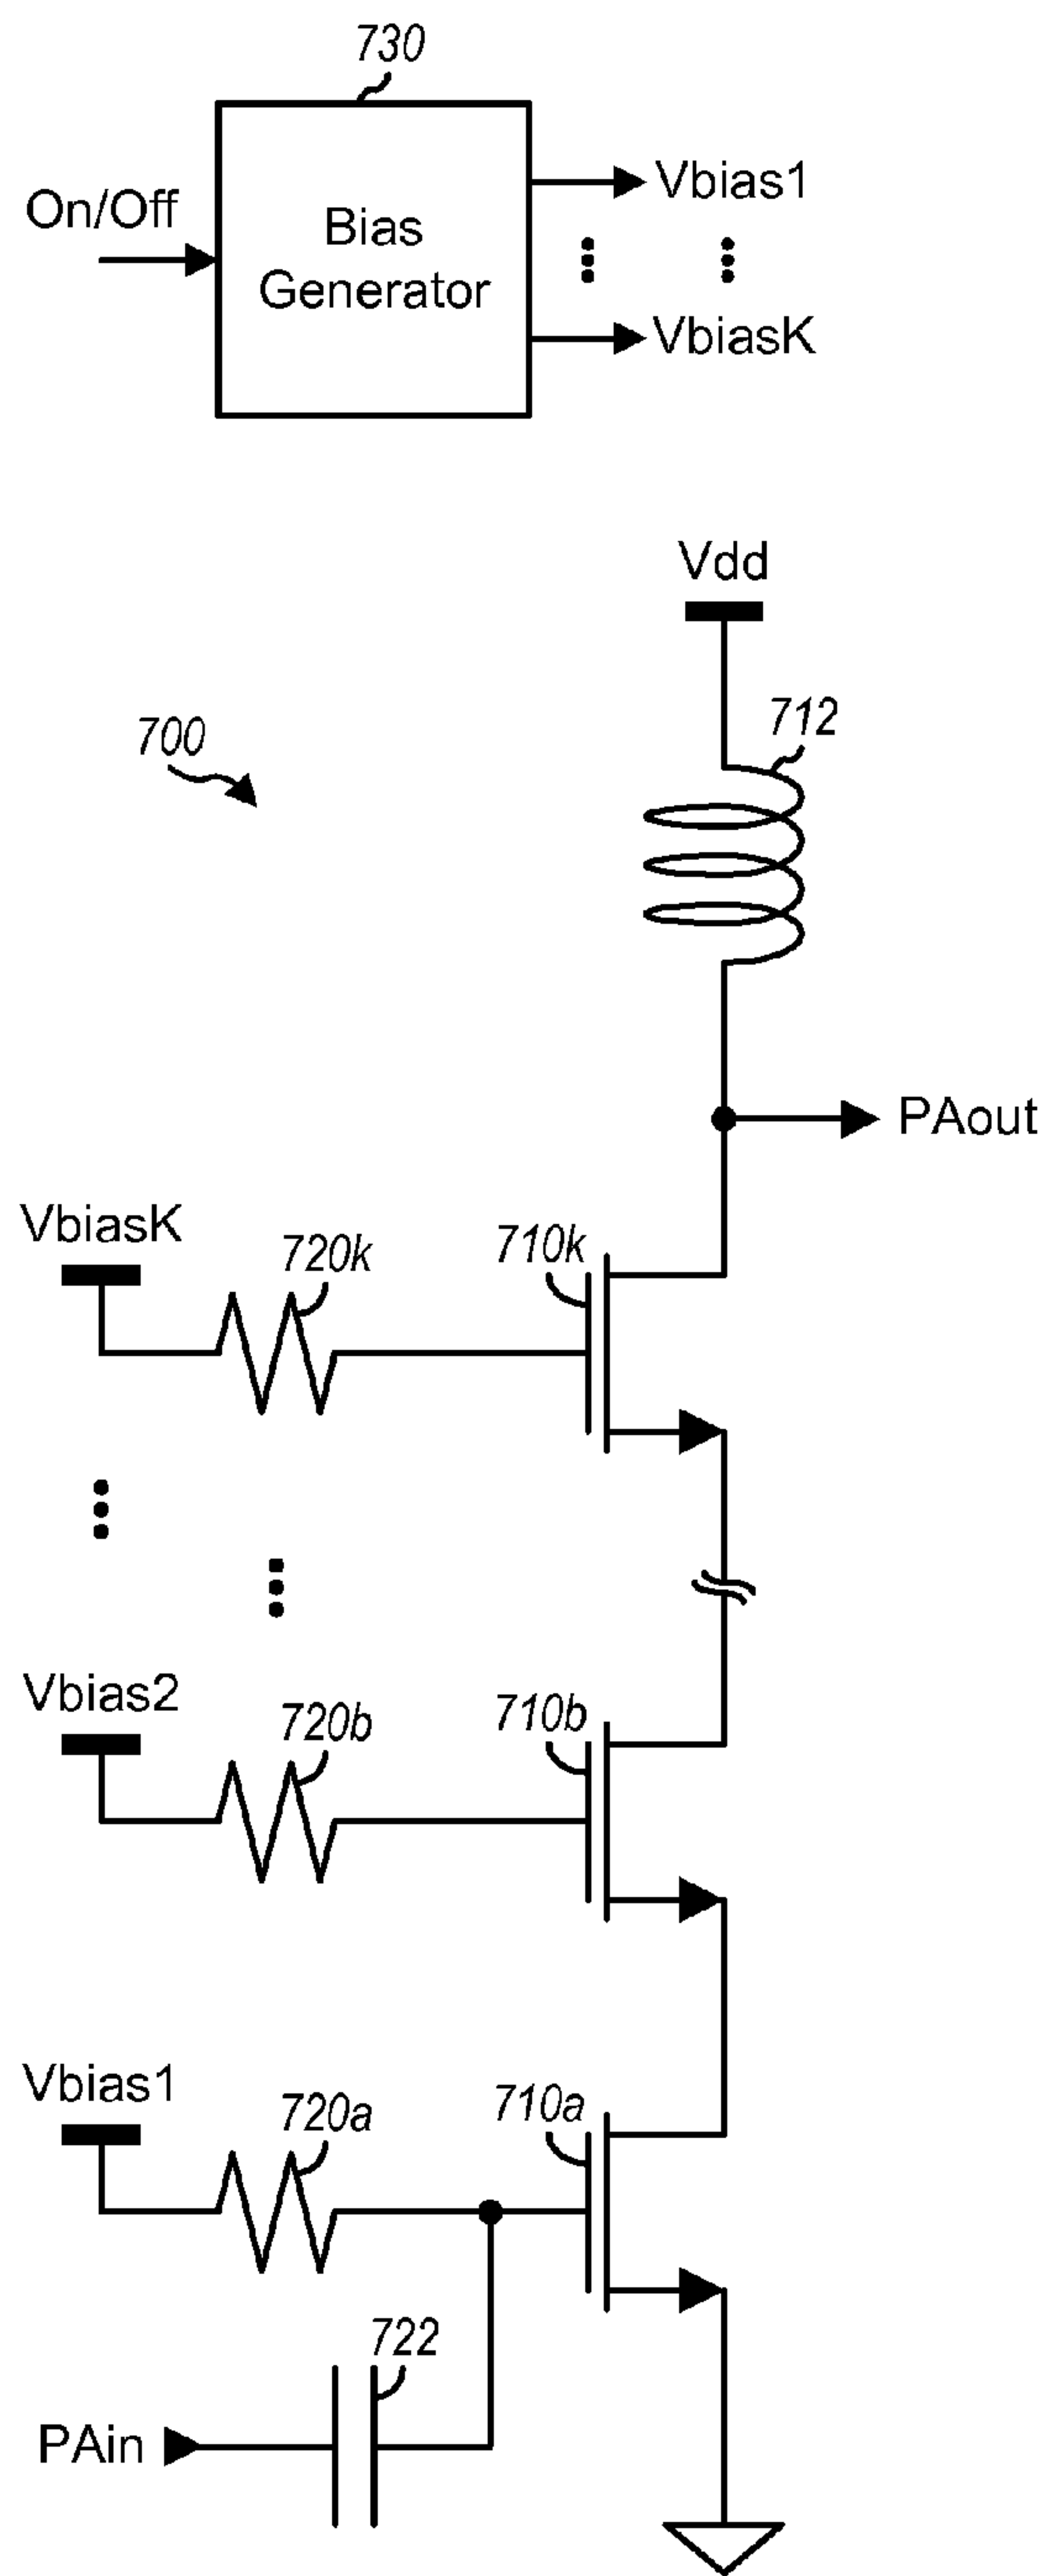 730
On/Off
Bias
Generator
Vbias1
VbiasK
Vdd
700
712
PAout
VbiasK
720k
710k
Vbias2
720b
710b
Vbias1
720a
710a
722
PAin